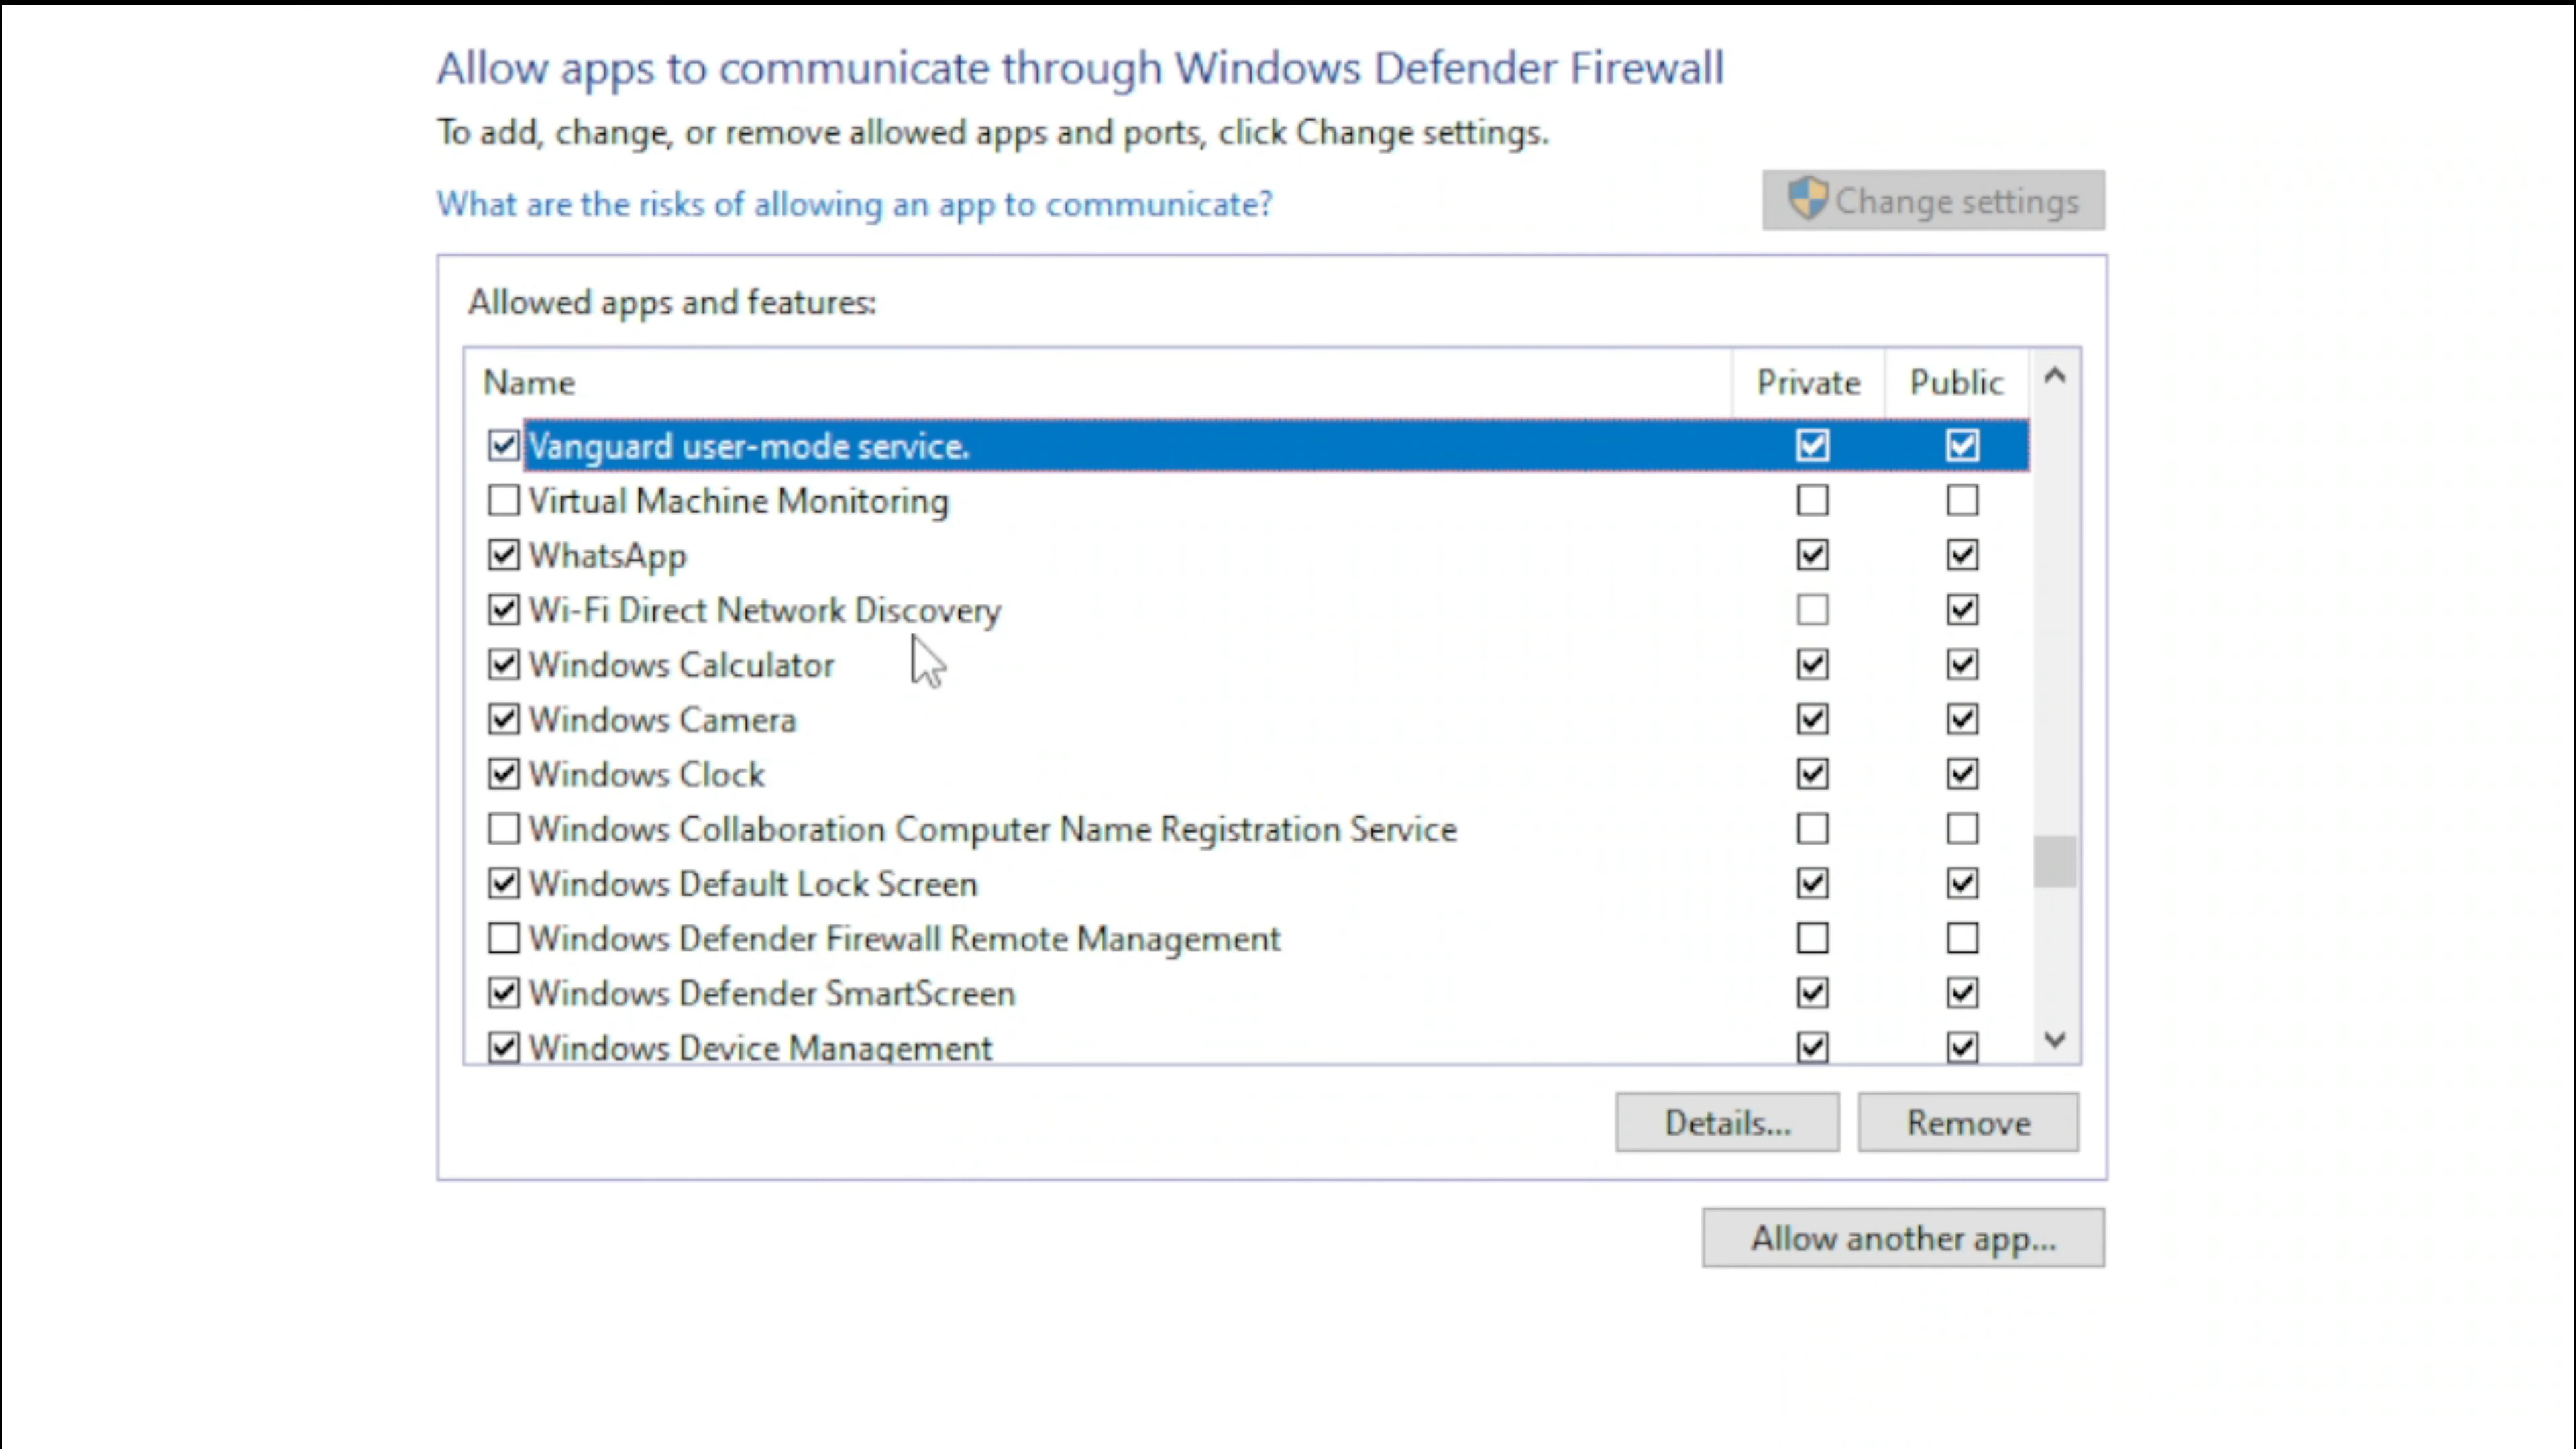 Allow apps to communicate through Windows Defender Firewall
To add, change, or remove allowed apps and ports, click Change settings.
What are the risks of allowing an app to communicate?
Change settings
Allowed apps and features:
Name Private Public
Vanguard user-mode service.
Virtual Machine Monitoring
WhatsApp
Wi-Fi Direct Network Discovery
Windows Calculator
Windows Camera
Windows Clock
Windows Collaboration Computer Name Registration Service
Windows Default Lock Screen
Windows Defender Firewall Remote Management
Windows Defender SmartScreen
Windows Device Management
Details... Remove
Allow another app...